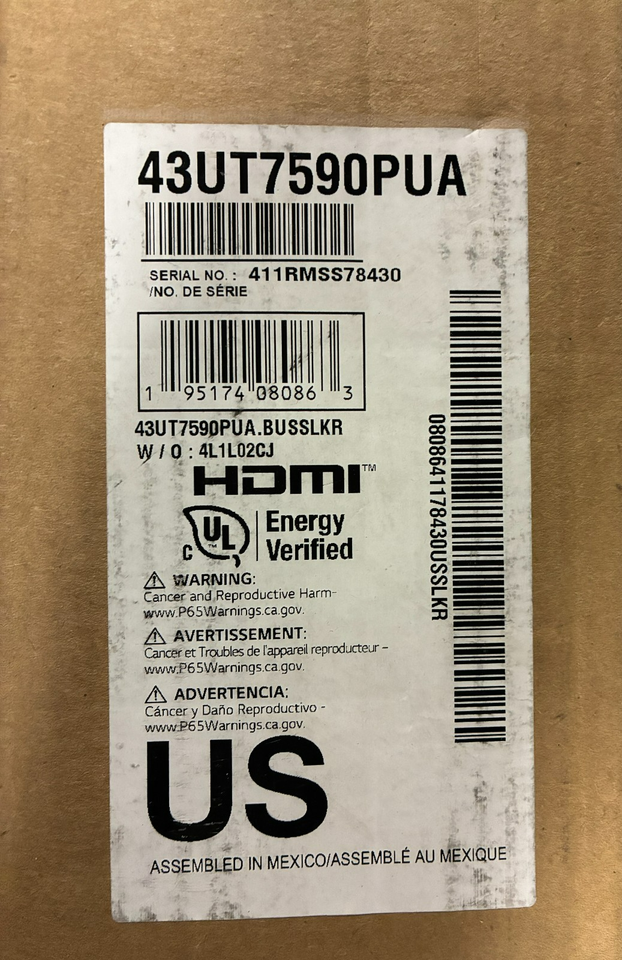 43UT7590PUA
SERIAL NO. : 411RMSS78430
/NO. DE SÉRIE
1 95174 08086 3
43UT7590PUA.BUSSLKR
W / O : 4L1L02CJ
HDMI™
c UL™ Energy
Verified
⚠ WARNING:
Cancer and Reproductive Harm-
www.P65Warnings.ca.gov.
⚠ AVERTISSEMENT:
Cancer et Troubles de l'appareil reproducteur –
www.P65Warnings.ca.gov.
⚠ ADVERTENCIA:
Cáncer y Daño Reproductivo -
www.P65Warnings.ca.gov.
US
ASSEMBLED IN MEXICO/ASSEMBLÉ AU MEXIQUE
0808641178430USSLKR